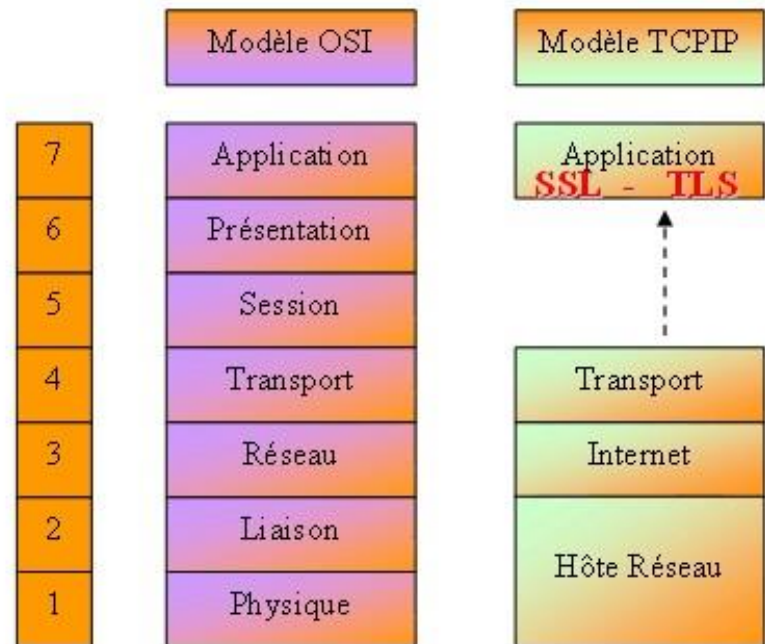 Modèle OSI
Modèle TCPIP
7
Application
Application
SSL - TLS
6
Présentation
5
Session
4
Transport
Transport
3
Réseau
Internet
2
Liaison
Hôte Réseau
1
Physique